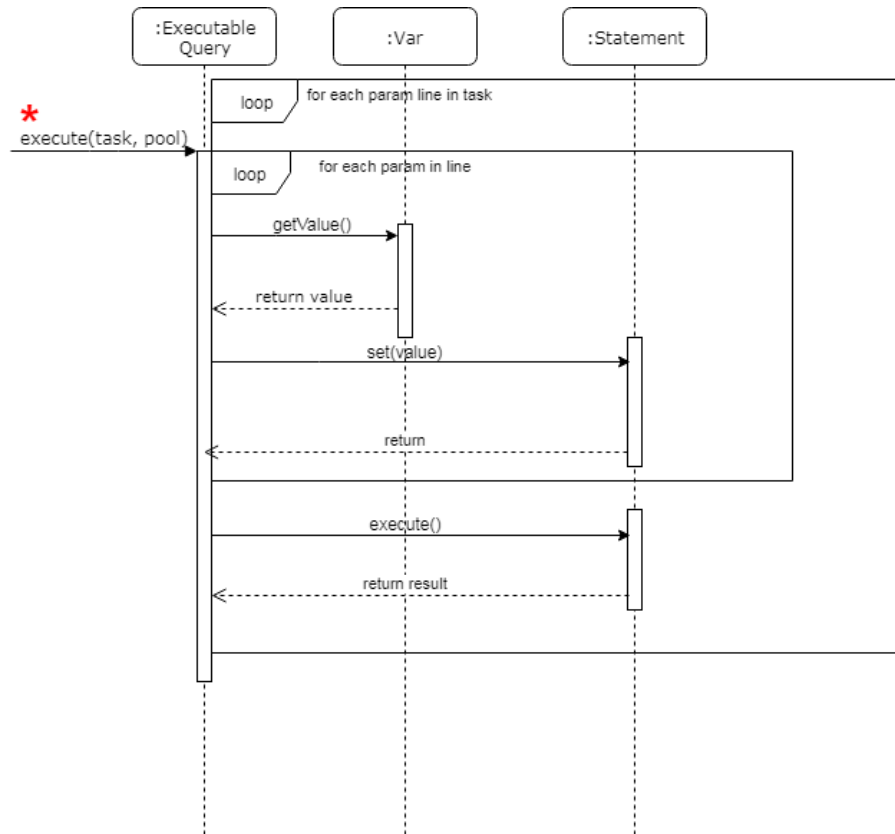 :Executable
Query
:Var
:Statement
loop
for each param line in task
*
execute(task, pool)
loop
for each param in line
getValue()
return value
set(value)
return
execute()
return result